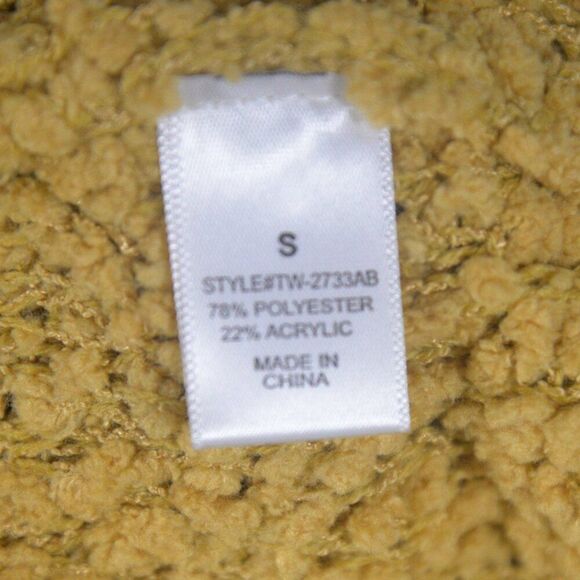 S
STYLE#TW-2733AB
78% POLYESTER
22% ACRYLIC
MADE IN
CHINA